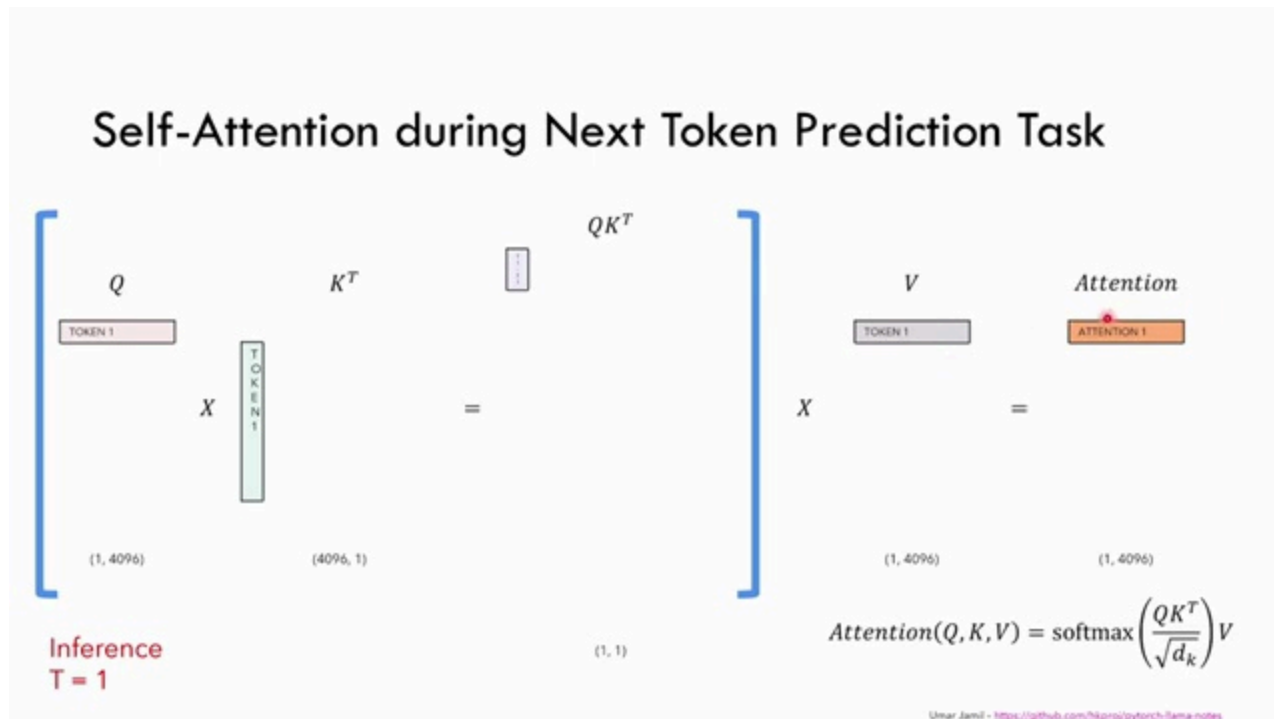 Self-Attention during Next Token Prediction Task
Q
K^T
QK^T
V
Attention
TOKEN 1
X
TOKEN 1
=
X
TOKEN 1
=
ATTENTION 1
(1, 4096)
(4096, 1)
(1, 1)
(1, 4096)
(1, 4096)
Inference
T = 1
Attention(Q, K, V) = softmax(QK^T / √d_k) V
Umar Jamil – https://github.com/hkproj/pytorch-llama-notes